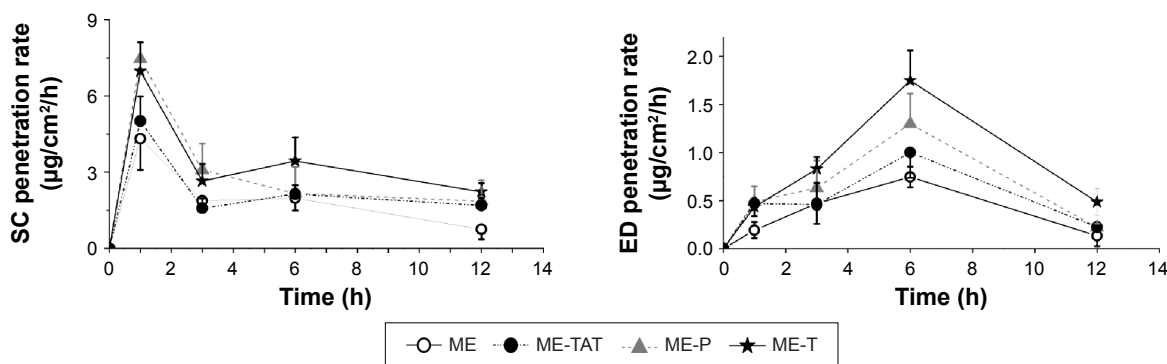 SC penetration rate
(µg/cm²/h)
9
6
3
0
0 2 4 6 8 10 12 14
Time (h)
ED penetration rate
(µg/cm²/h)
2.0
1.5
1.0
0.5
0.0
0 2 4 6 8 10 12 14
Time (h)
ME ME-TAT ME-P ME-T